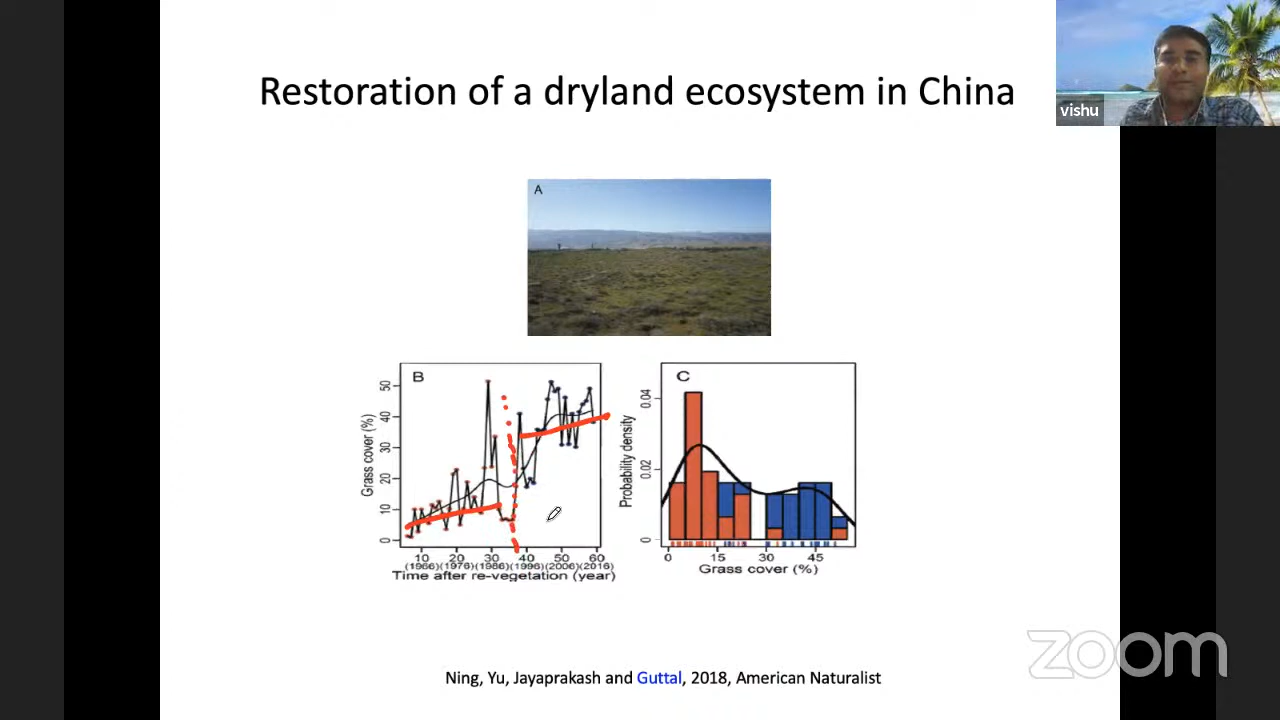 Restoration of a dryland ecosystem in China
vishu
A
B
Grass cover (%)
50
40
30
20
10
0
10 20 30 40 50 60
(1966)(1976)(1986)(1996)(2006)(2016)
Time after re-vegetation (year)
C
Probability density
0.04
0.02
0
0 15 30 45
Grass cover (%)
zoom
Ning, Yu, Jayaprakash and Guttal, 2018, American Naturalist